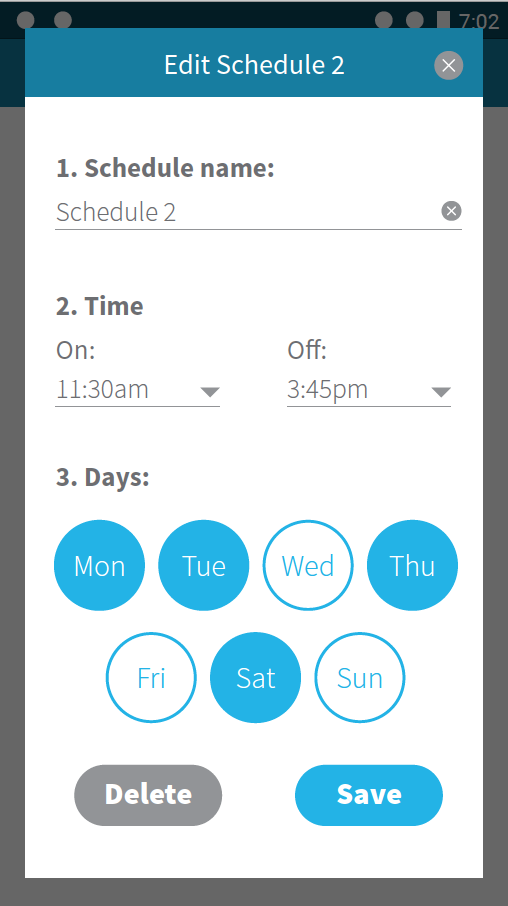 7:02
Edit Schedule 2
1. Schedule name:
Schedule 2
2. Time
On: Off:
11:30am 3:45pm
3. Days:
Mon Tue Wed Thu
Fri Sat Sun
Delete Save